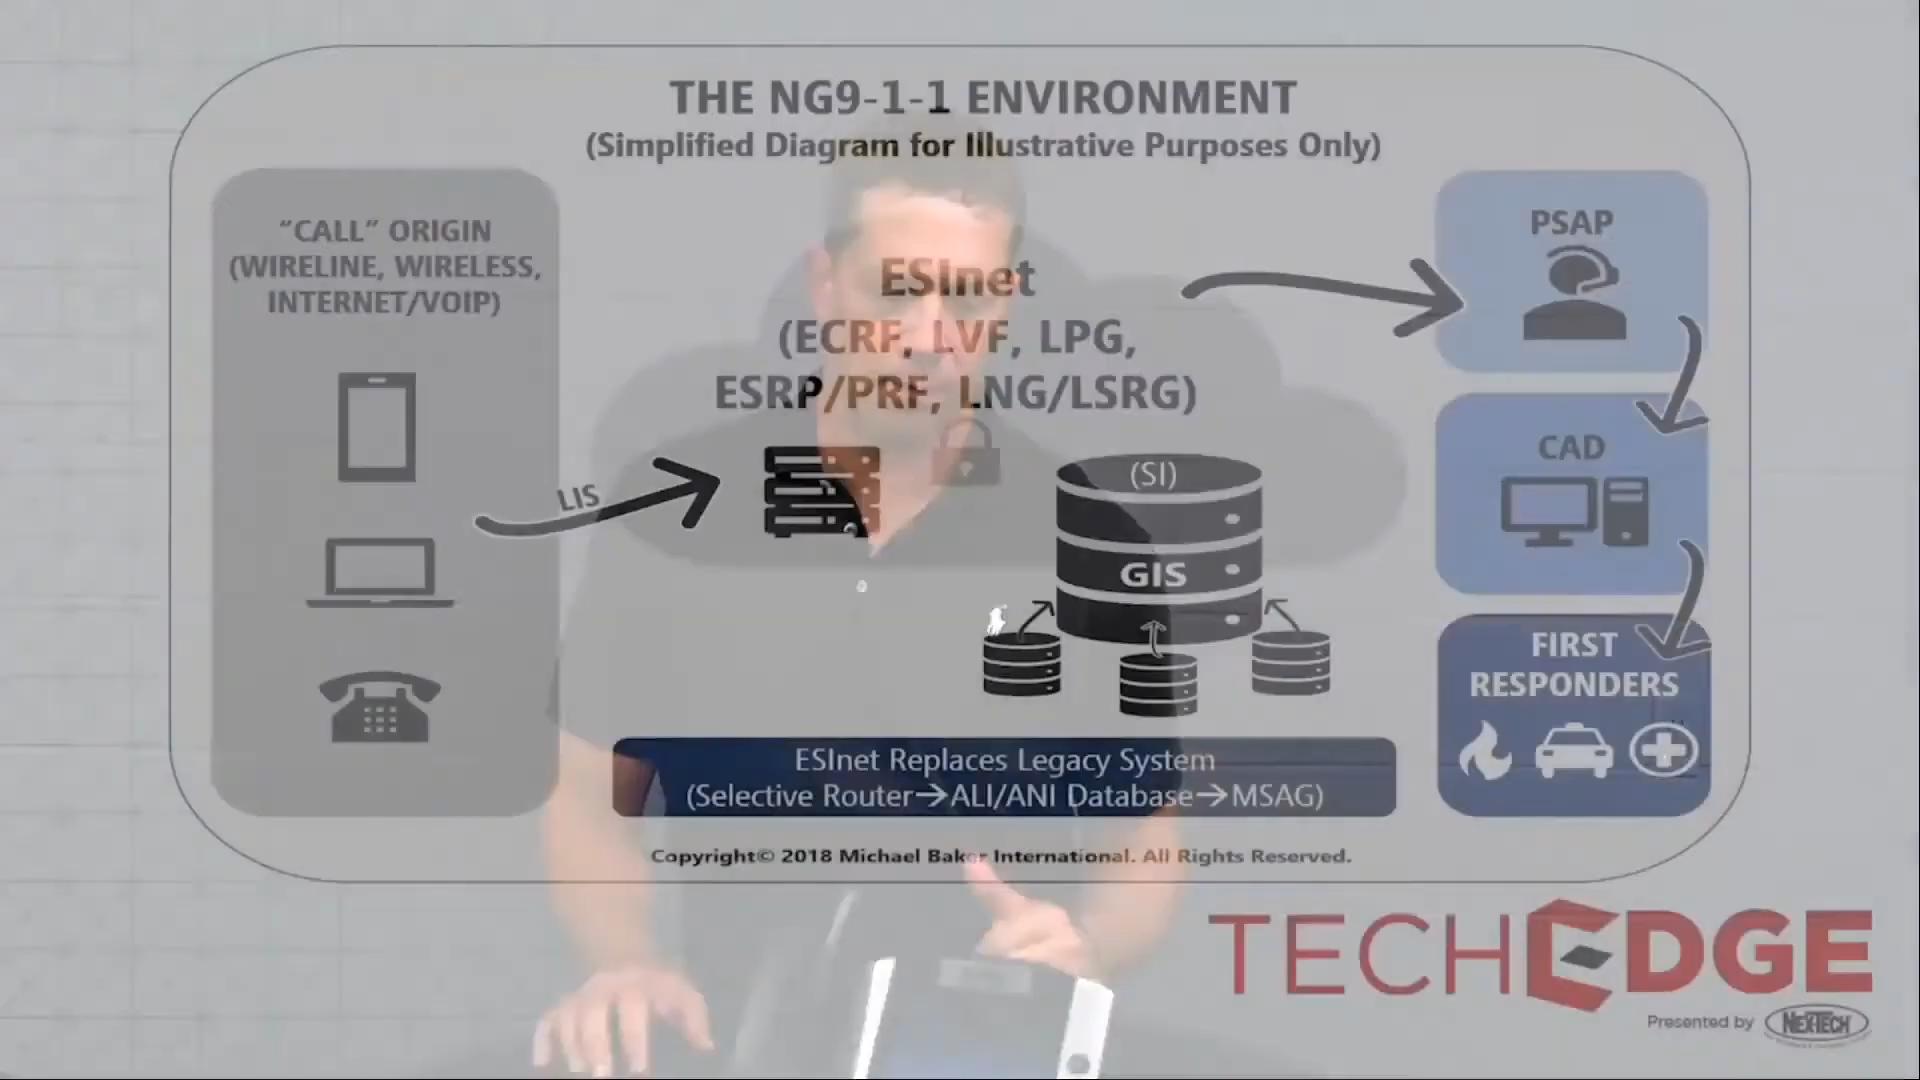 THE NG9-1-1 ENVIRONMENT
(Simplified Diagram for Illustrative Purposes Only)
“CALL” ORIGIN
(WIRELINE, WIRELESS,
INTERNET/VOIP)
LIS
ESInet
(ECRF, LVF, LPG,
ESRP/PRF, LNG/LSRG)
(SI)
GIS
PSAP
CAD
FIRST
RESPONDERS
ESInet Replaces Legacy System
(Selective Router→ALI/ANI Database→MSAG)
Copyright© 2018 Michael Baker International. All Rights Reserved.
TECHEDGE
Presented by NEX-TECH